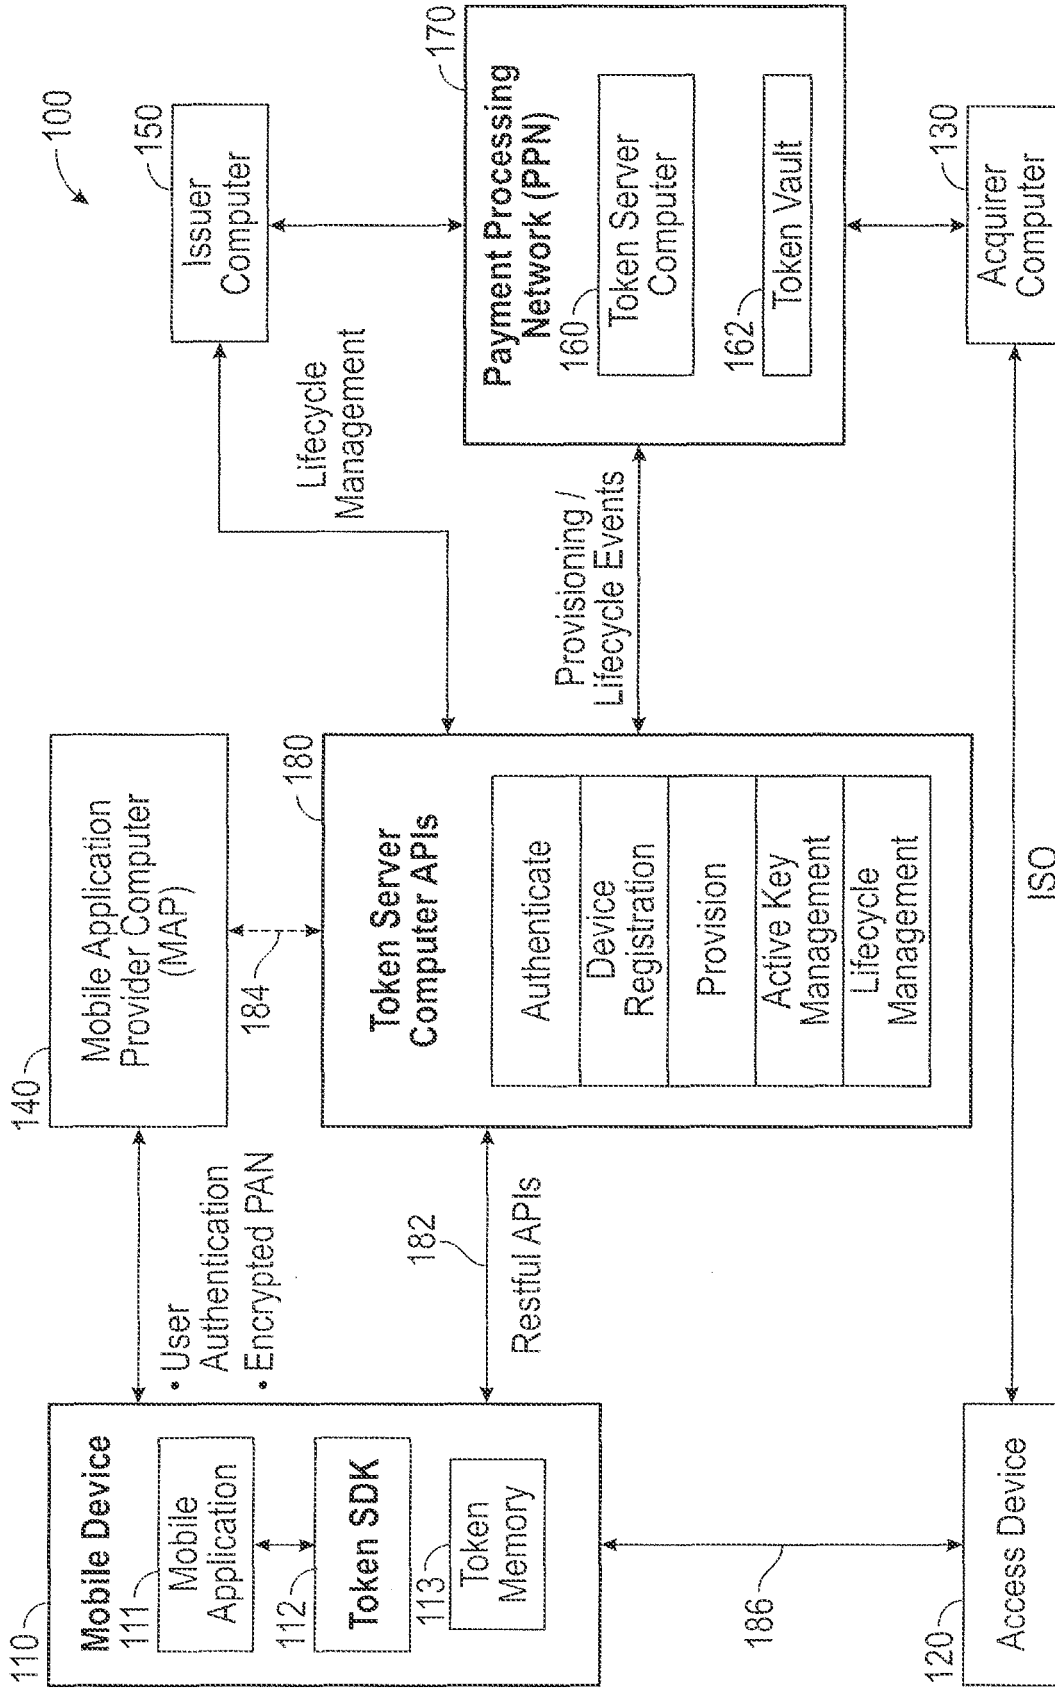 100
110
Mobile Device
111
Mobile
Application
112
Token SDK
113
Token
Memory
• User
Authentication
• Encrypted PAN
182
Restful APIs
186
120
Access Device
140
Mobile Application
Provider Computer
(MAP)
184
180
Token Server
Computer APIs
Authenticate
Device
Registration
Provision
Active Key
Management
Lifecycle
Management
Lifecycle
Management
Provisioning /
Lifecycle Events
ISO
150
Issuer
Computer
170
Payment Processing
Network (PPN)
160
Token Server
Computer
162
Token Vault
130
Acquirer
Computer